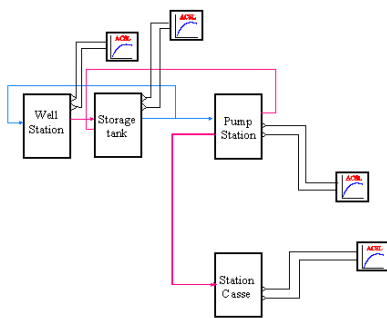 ACSL
ACSL
Well
Station
Storage
tank
Pump
Station
ACSL
Station
Casse
ACSL